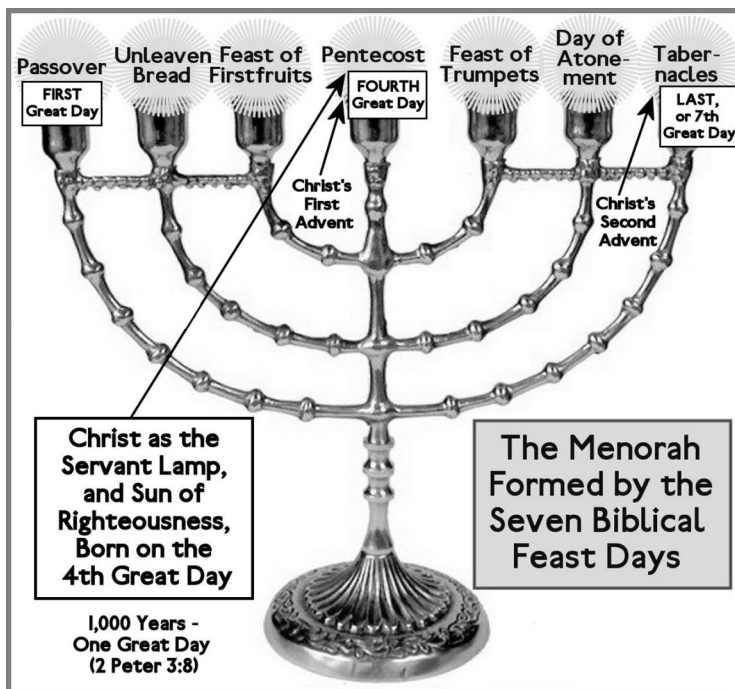 Passover
Unleaven
Bread
Feast of
Firstfruits
Pentecost
Feast of
Trumpets
Day of
Atone-
ment
Taber-
nacles
FIRST
Great Day
FOURTH
Great Day
LAST,
or 7th
Great Day
Christ's
First
Advent
Christ's
Second
Advent
Christ as the
Servant Lamp,
and Sun of
Righteousness,
Born on the
4th Great Day
The Menorah
Formed by the
Seven Biblical
Feast Days
1,000 Years -
One Great Day
(2 Peter 3:8)